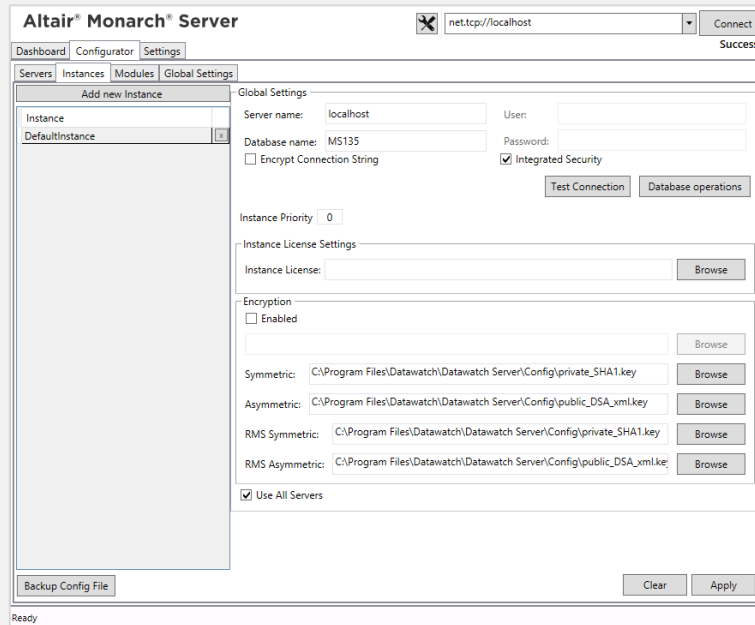 Altair® Monarch® Server
net.tcp://localhost
Connect
Dashboard Configurator Settings
Success
Servers Instances Modules Global Settings
Add new Instance
Instance
DefaultInstance x
Global Settings
Server name: localhost User:
Database name: MS135 Password:
Encrypt Connection String Integrated Security
Test Connection Database operations
Instance Priority 0
Instance License Settings
Instance License: Browse
Encryption
Enabled
Browse
Symmetric: C:\Program Files\Datawatch\Datawatch Server\Config\private_SHA1.key Browse
Asymmetric: C:\Program Files\Datawatch\Datawatch Server\Config\public_DSA_xml.key Browse
RMS Symmetric: C:\Program Files\Datawatch\Datawatch Server\Config\private_SHA1.key Browse
RMS Asymmetric: C:\Program Files\Datawatch\Datawatch Server\Config\public_DSA_xml.key Browse
Use All Servers
Backup Config File Clear Apply
Ready